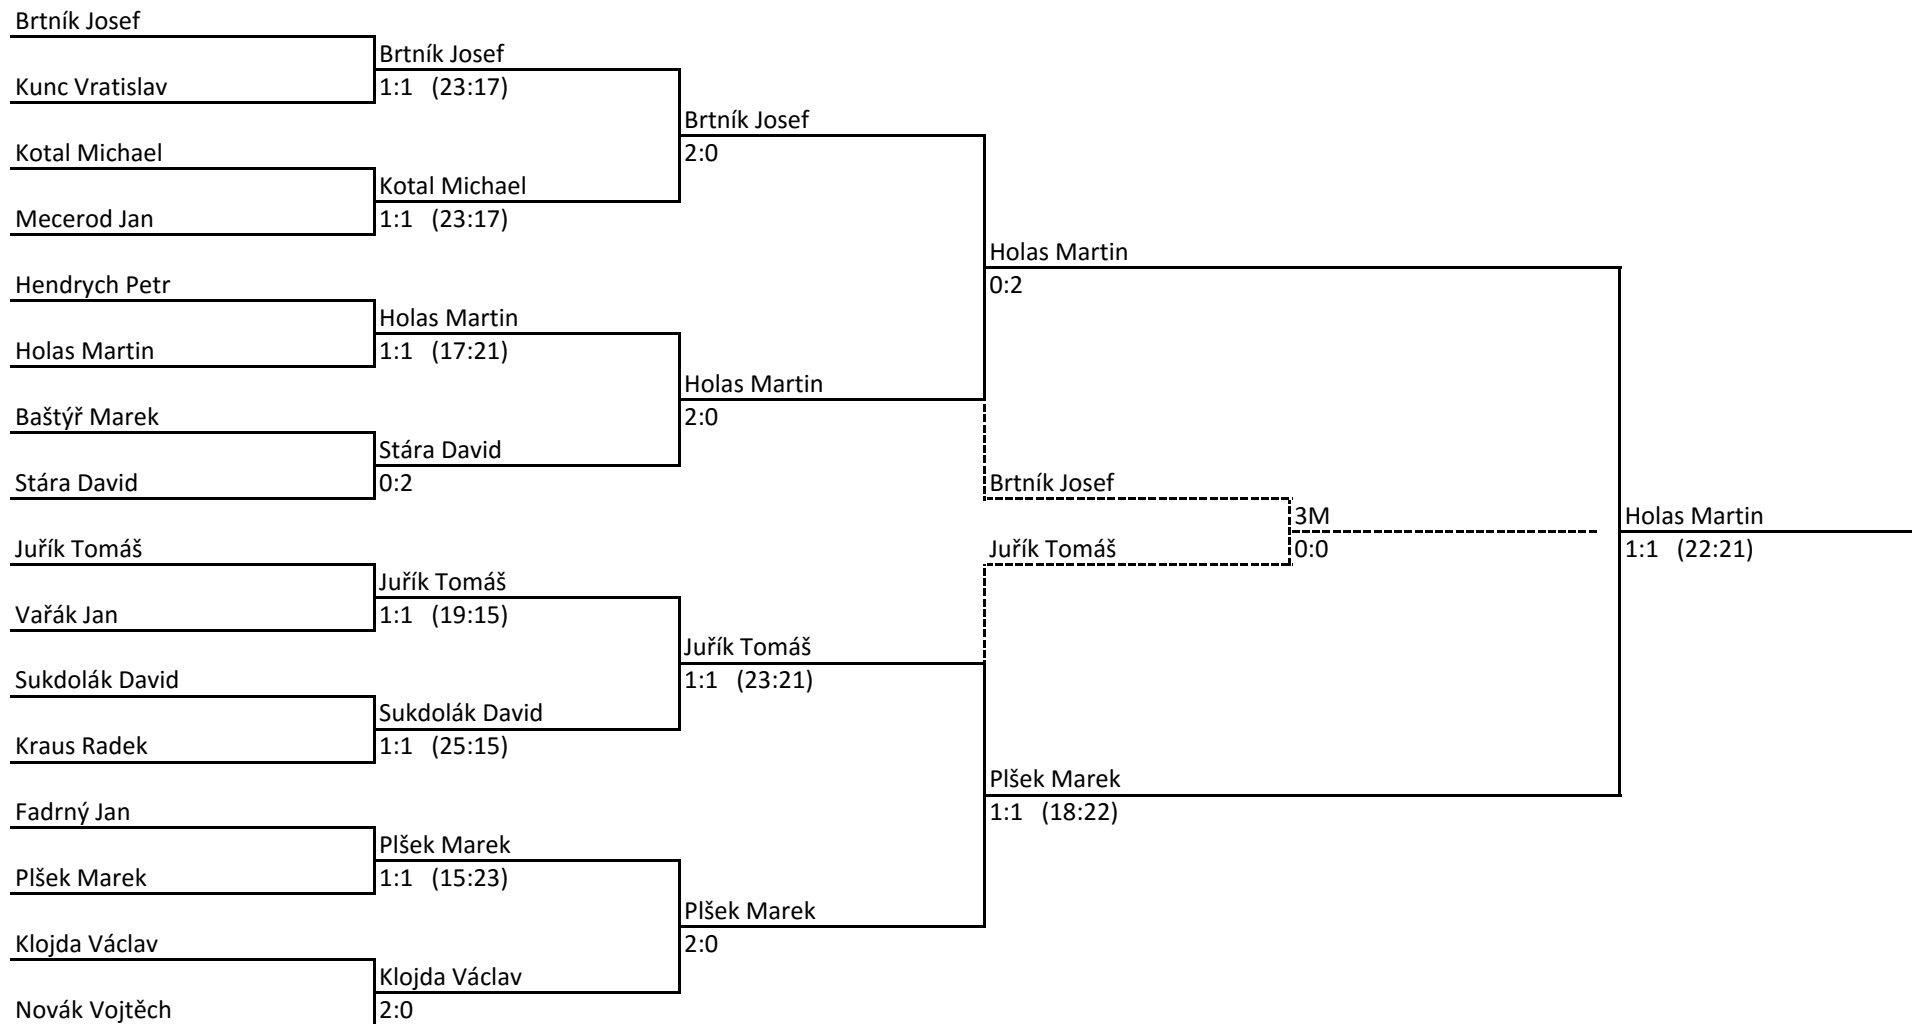 Brtník Josef
Brtník Josef
Kunc Vratislav
1:1 (23:17)
Brtník Josef
Kotal Michael
2:0
Kotal Michael
Mecerod Jan
1:1 (23:17)
Holas Martin
Hendrych Petr
0:2
Holas Martin
Holas Martin
1:1 (17:21)
Holas Martin
Baštýř Marek
2:0
Stára David
Stára David
0:2
Brtník Josef
3M
Holas Martin
Juřík Tomáš
Juřík Tomáš
0:0
1:1 (22:21)
Juřík Tomáš
Vařák Jan
1:1 (19:15)
Juřík Tomáš
Sukdolák David
1:1 (23:21)
Sukdolák David
Kraus Radek
1:1 (25:15)
Plšek Marek
Fadrný Jan
1:1 (18:22)
Plšek Marek
Plšek Marek
1:1 (15:23)
Plšek Marek
Klojda Václav
2:0
Klojda Václav
Novák Vojtěch
2:0